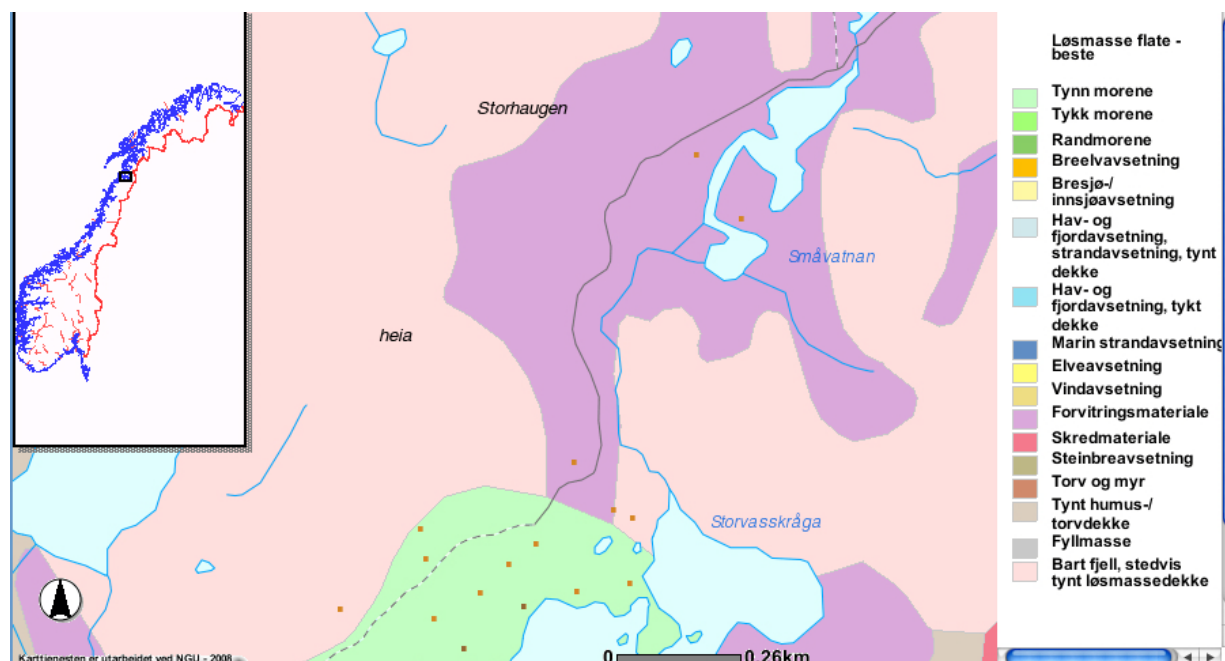 Storhaugen
Småvatnan
heia
Storvasskråga
0 0.26km
Karttjenesten er utarbeidet ved NGU - 2008
Løsmasse flate -
beste
Tynn morene
Tykk morene
Randmorene
Breelvavsetning
Bresjø-/
innsjøavsetning
Hav- og
fjordavsetning,
strandavsetning, tynt
dekke
Hav- og
fjordavsetning, tykt
dekke
Marin strandavsetning
Elveavsetning
Vindavsetning
Forvitringsmateriale
Skredmateriale
Steinbreavsetning
Torv og myr
Tynt humus-/
torvdekke
Fyllmasse
Bart fjell, stedvis
tynt løsmassedekke